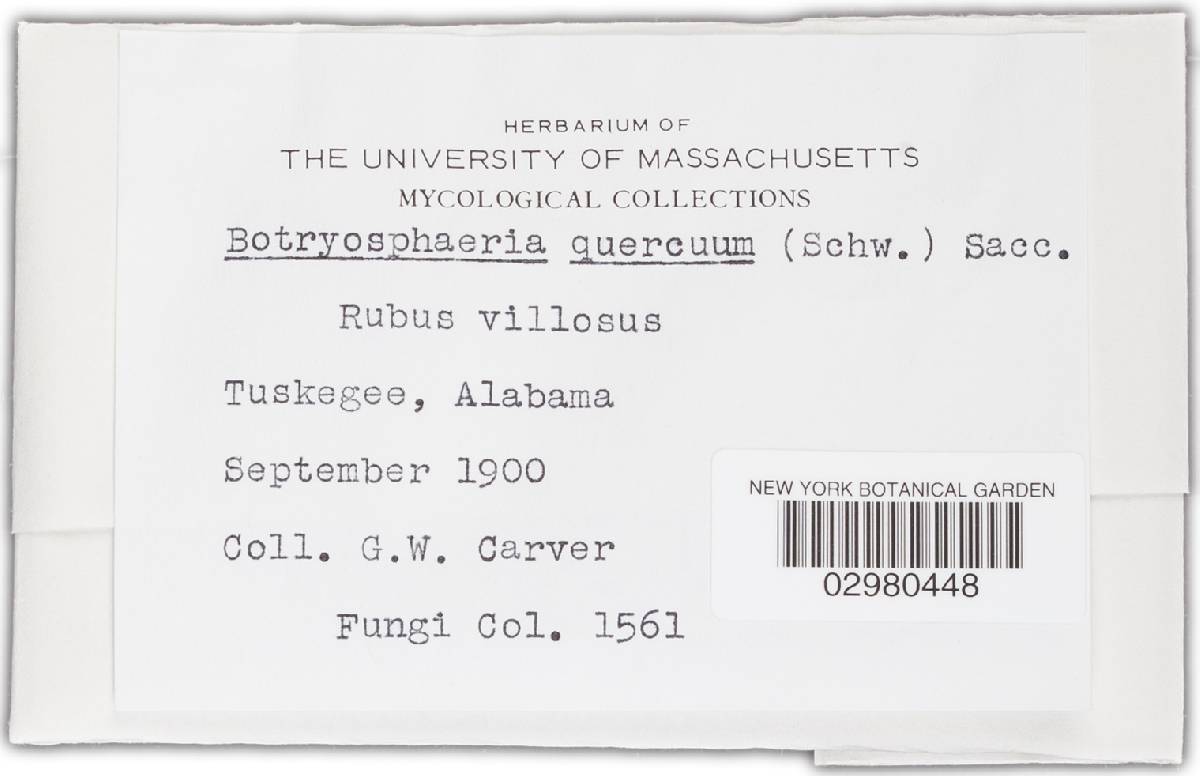 HERBARIUM OF
THE UNIVERSITY OF MASSACHUSETTS
MYCOLOGICAL COLLECTIONS
Botryosphaeria quercuum (Schw.) Sacc.
Rubus villosus
Tuskegee, Alabama
September 1900
Coll. G.W. Carver
Fungi Col. 1561
NEW YORK BOTANICAL GARDEN
02980448